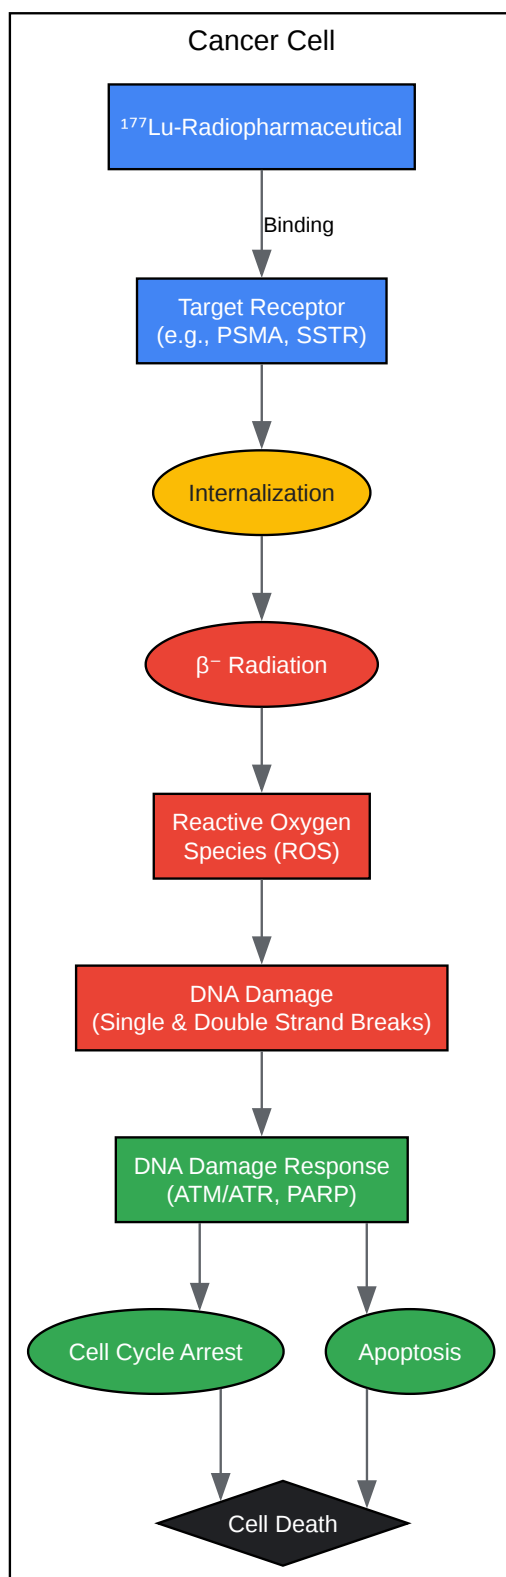 Cancer Cell
¹⁷⁷Lu-Radiopharmaceutical
Binding
Target Receptor
(e.g., PSMA, SSTR)
Internalization
β⁻ Radiation
Reactive Oxygen
Species (ROS)
DNA Damage
(Single & Double Strand Breaks)
DNA Damage Response
(ATM/ATR, PARP)
Cell Cycle Arrest
Apoptosis
Cell Death